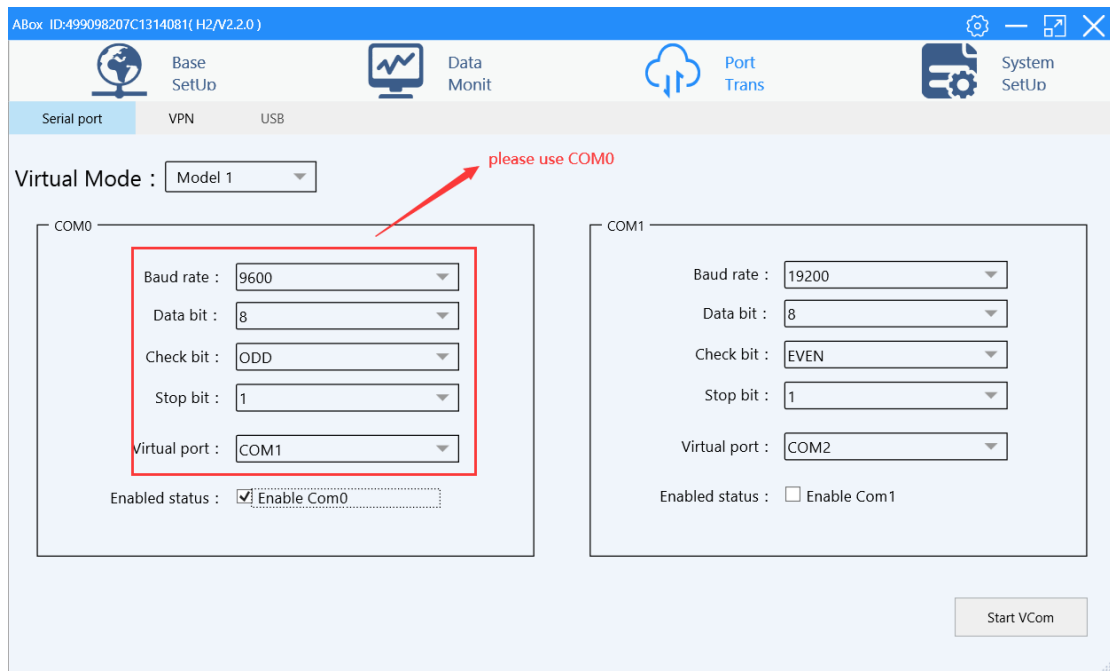 ABox ID:499098207C1314081( H2/V2.2.0 )
Base
SetUp
Data
Monit
Port
Trans
System
SetUp
Serial port
VPN
USB
please use COM0
Virtual Mode : Model 1
COM0
Baud rate : 9600
Data bit : 8
Check bit : ODD
Stop bit : 1
Virtual port : COM1
Enabled status : Enable Com0
COM1
Baud rate : 19200
Data bit : 8
Check bit : EVEN
Stop bit : 1
Virtual port : COM2
Enabled status : Enable Com1
Start VCom